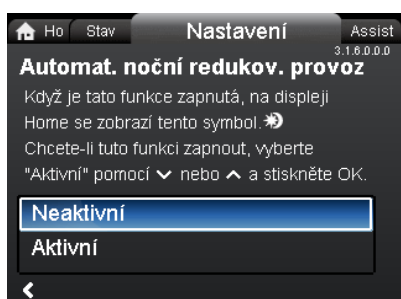 Ho Stav Nastavení Assist
3.1.6.0.0.0
Automat. noční redukov. provoz
Když je tato funkce zapnutá, na displeji
Home se zobrazí tento symbol.
Chcete-li tuto funkci zapnout, vyberte
"Aktivní" pomocí ⌄ nebo ⌃ a stiskněte OK.
Neaktivní
Aktivní